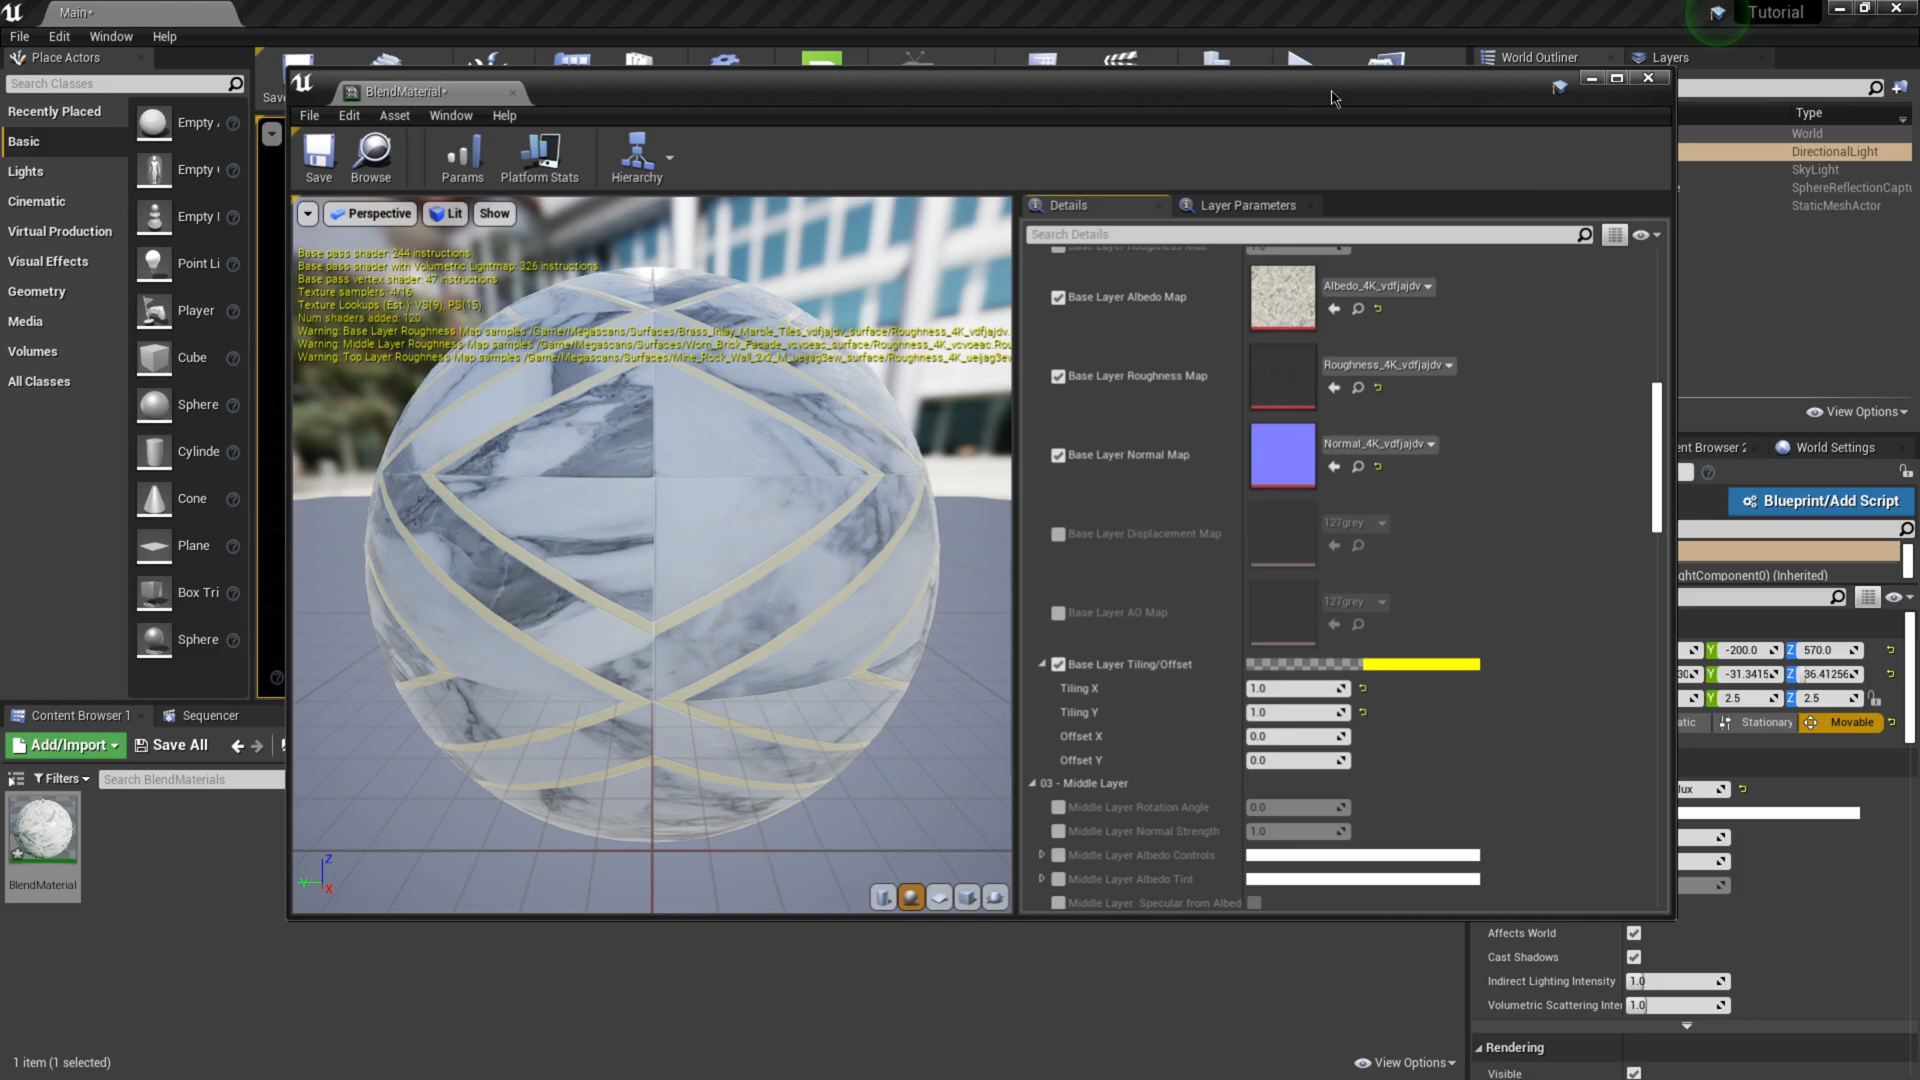 Main*
Tutorial
File Edit Window Help
Place Actors
World Outliner
Layers
Search Classes
Recently Placed
Basic
Lights
Cinematic
Virtual Production
Visual Effects
Geometry
Media
Volumes
All Classes
Empty
Empty
Empty
Point Li
Player
Cube
Sphere
Cylinde
Cone
Plane
Box Tri
Sphere
BlendMaterial*
File Edit Asset Window Help
Save
Browse
Params
Platform Stats
Hierarchy
Perspective
Lit
Show
Base pass shader: 244 instructions
Base pass shader with Volumetric Lightmap: 326 instructions
Base pass vertex shader: 47 instructions
Texture samplers: 4/16
Texture Lookups (Est.): VS(9), PS(15)
Num shaders added: 120
Warning: Base Layer Roughness Map samples /Game/Megascans/Surfaces/Brass_Inlay_Marble_Tiles_vdfjajdv_surface/Roughness_4K_vdfjajdv.
Warning: Middle Layer Roughness Map samples /Game/Megascans/Surfaces/Worn_Brick_Facade_vcvoeac_surface/Roughness_4K_vcvoeac.Rou
Warning: Top Layer Roughness Map samples /Game/Megascans/Surfaces/Mine_Rock_Wall_2x2_M_ueijag3ew_surface/Roughness_4K_ueijag3ew
Z
Y
X
Details
Layer Parameters
Search Details
Base Layer Roughness Max
Base Layer Albedo Map
Albedo_4K_vdfjajdv
Base Layer Roughness Map
Roughness_4K_vdfjajdv
Base Layer Normal Map
Normal_4K_vdfjajdv
Base Layer Displacement Map
127grey
Base Layer AO Map
127grey
Base Layer Tiling/Offset
Tiling X 1.0
Tiling Y 1.0
Offset X 0.0
Offset Y 0.0
03 - Middle Layer
Middle Layer Rotation Angle 0.0
Middle Layer Normal Strength 1.0
Middle Layer Albedo Controls
Middle Layer Albedo Tint
Middle Layer Specular from Albed
Type
World
DirectionalLight
SkyLight
SphereReflectionCaptu
StaticMeshActor
View Options
ent Browser 2
World Settings
Blueprint/Add Script
ghtComponent0) (Inherited)
Y -200.0 Z 570.0
30 Y -31.3415 Z 36.41256
Y 2.5 Z 2.5
atic Stationary Movable
lux
Affects World
Cast Shadows
Indirect Lighting Intensity 1.0
Volumetric Scattering Inte 1.0
Rendering
Visible
Content Browser 1
Sequencer
Add/Import
Save All
Filters
Search BlendMaterials
BlendMaterial
1 item (1 selected)
View Options